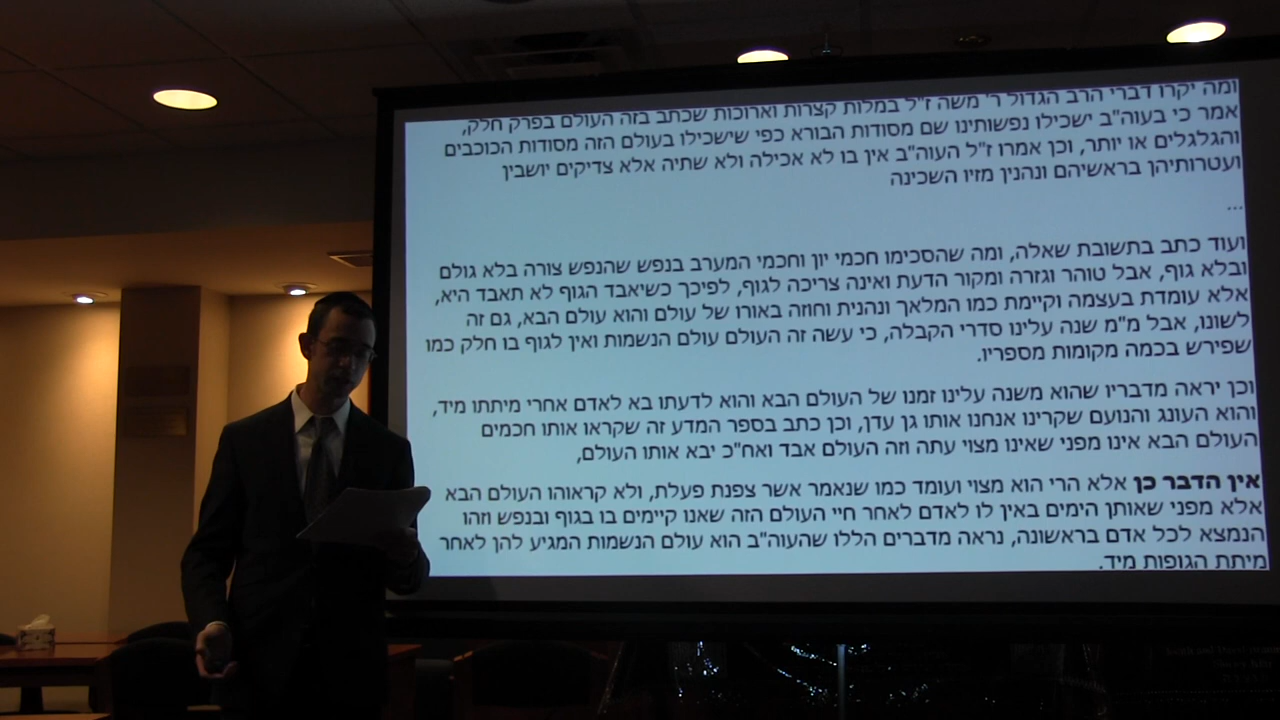 ומה יקרו דברי הרב הגדול ר' משה ז"ל במלות קצרות וארוכות שכתב בזה העולם בפרק חלק,
אמר כי בעוה"ב ישכילו נפשותינו שם מסודות הבורא כפי שישכילו בעולם הזה מסודות הכוכבים
והגלגלים או יותר, וכן אמרו ז"ל העוה"ב אין בו לא אכילה ולא שתיה אלא צדיקים יושבין
ועטרותיהן בראשיהם ונהנין מזיו השכינה
...
ועוד כתב בתשובת שאלה, ומה שהסכימו חכמי יון וחכמי המערב בנפש שהנפש צורה בלא גולם
ובלא גוף, אבל טוהר וגזרה ומקור הדעת ואינה צריכה לגוף, לפיכך כשיאבד הגוף לא תאבד היא,
אלא עומדת בעצמה וקיימת כמו המלאך ונהנית וחוזה באורו של עולם והוא עולם הבא, גם זה
לשונו, אבל מ"מ שנה עלינו סדרי הקבלה, כי עשה זה העולם עולם הנשמות ואין לגוף בו חלק כמו
שפירש בכמה מקומות מספריו.
וכן יראה מדבריו שהוא משנה עלינו זמנו של העולם הבא והוא לדעתו בא לאדם אחרי מיתתו מיד,
והוא העונג והנועם שקרינו אנחנו אותו גן עדן, וכן כתב בספר המדע זה שקראו אותו חכמים
העולם הבא אינו מפני שאינו מצוי עתה וזה העולם אבד ואח"כ יבא אותו העולם,
אין הדבר כן אלא הרי הוא מצוי ועומד כמו שנאמר אשר צפנת פעלת, ולא קראוהו העולם הבא
אלא מפני שאותן הימים באין לו לאדם לאחר חיי העולם הזה שאנו קיימים בו בגוף ובנפש וזהו
הנמצא לכל אדם בראשונה, נראה מדברים הללו שהעוה"ב הוא עולם הנשמות המגיע להן לאחר
מיתת הגופות מיד.